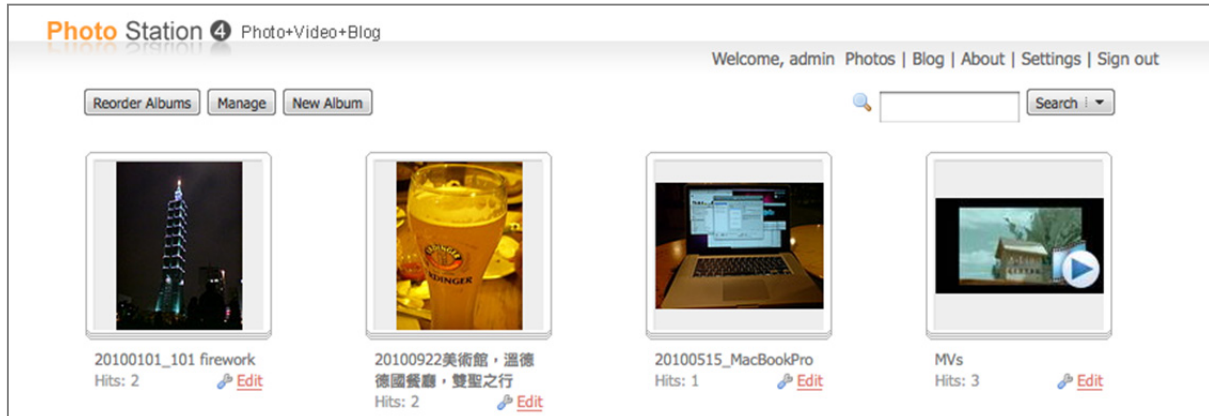 Photo Station 4 Photo+Video+Blog
Welcome, admin Photos | Blog | About | Settings | Sign out
Reorder Albums Manage New Album Search
ERDINGER
20100101_101 firework
Hits: 2 Edit
20100922美術館，溫德
德國餐廳，雙聖之行
Hits: 2 Edit
20100515_MacBookPro
Hits: 1 Edit
MVs
Hits: 3 Edit